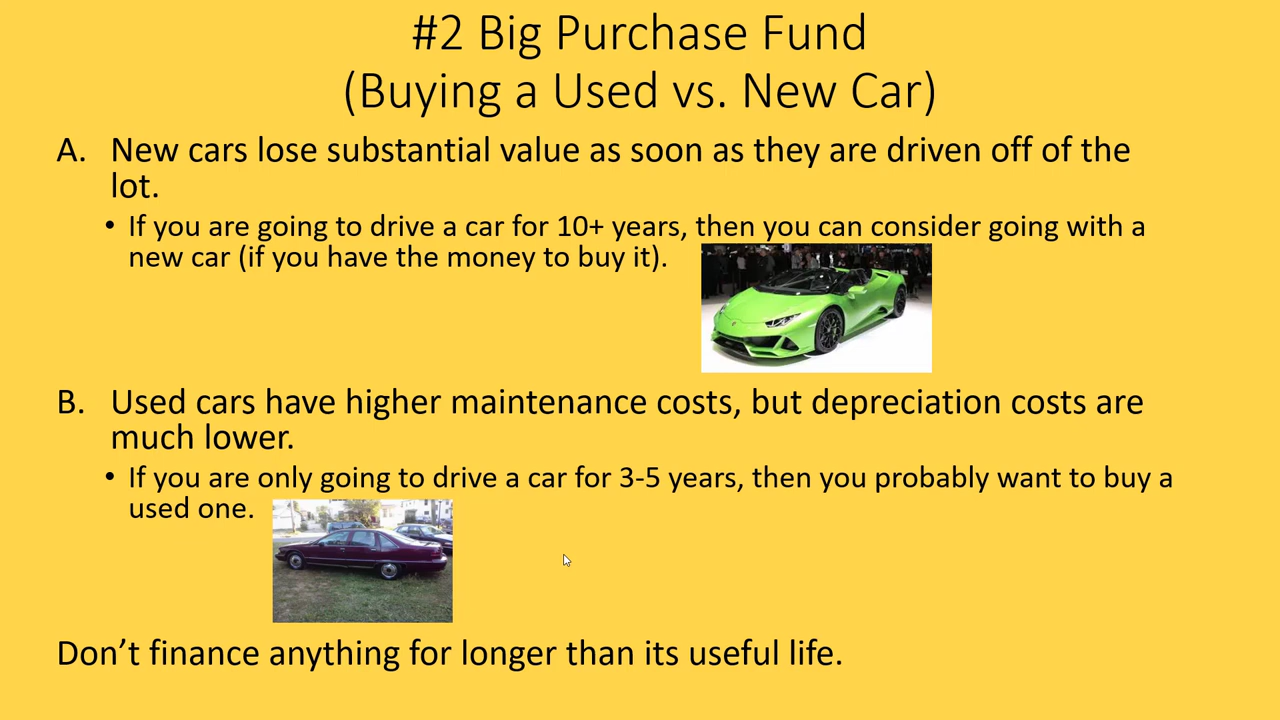 #2 Big Purchase Fund
(Buying a Used vs. New Car)
A. New cars lose substantial value as soon as they are driven off of the
lot.
• If you are going to drive a car for 10+ years, then you can consider going with a
new car (if you have the money to buy it).
B. Used cars have higher maintenance costs, but depreciation costs are
much lower.
• If you are only going to drive a car for 3-5 years, then you probably want to buy a
used one.
Don’t finance anything for longer than its useful life.